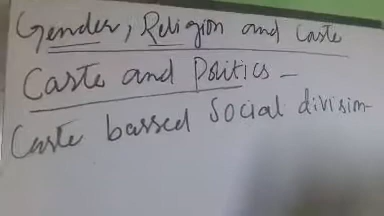 Gender, Religion and Caste
Caste and Politics -
Caste bassed Social division-